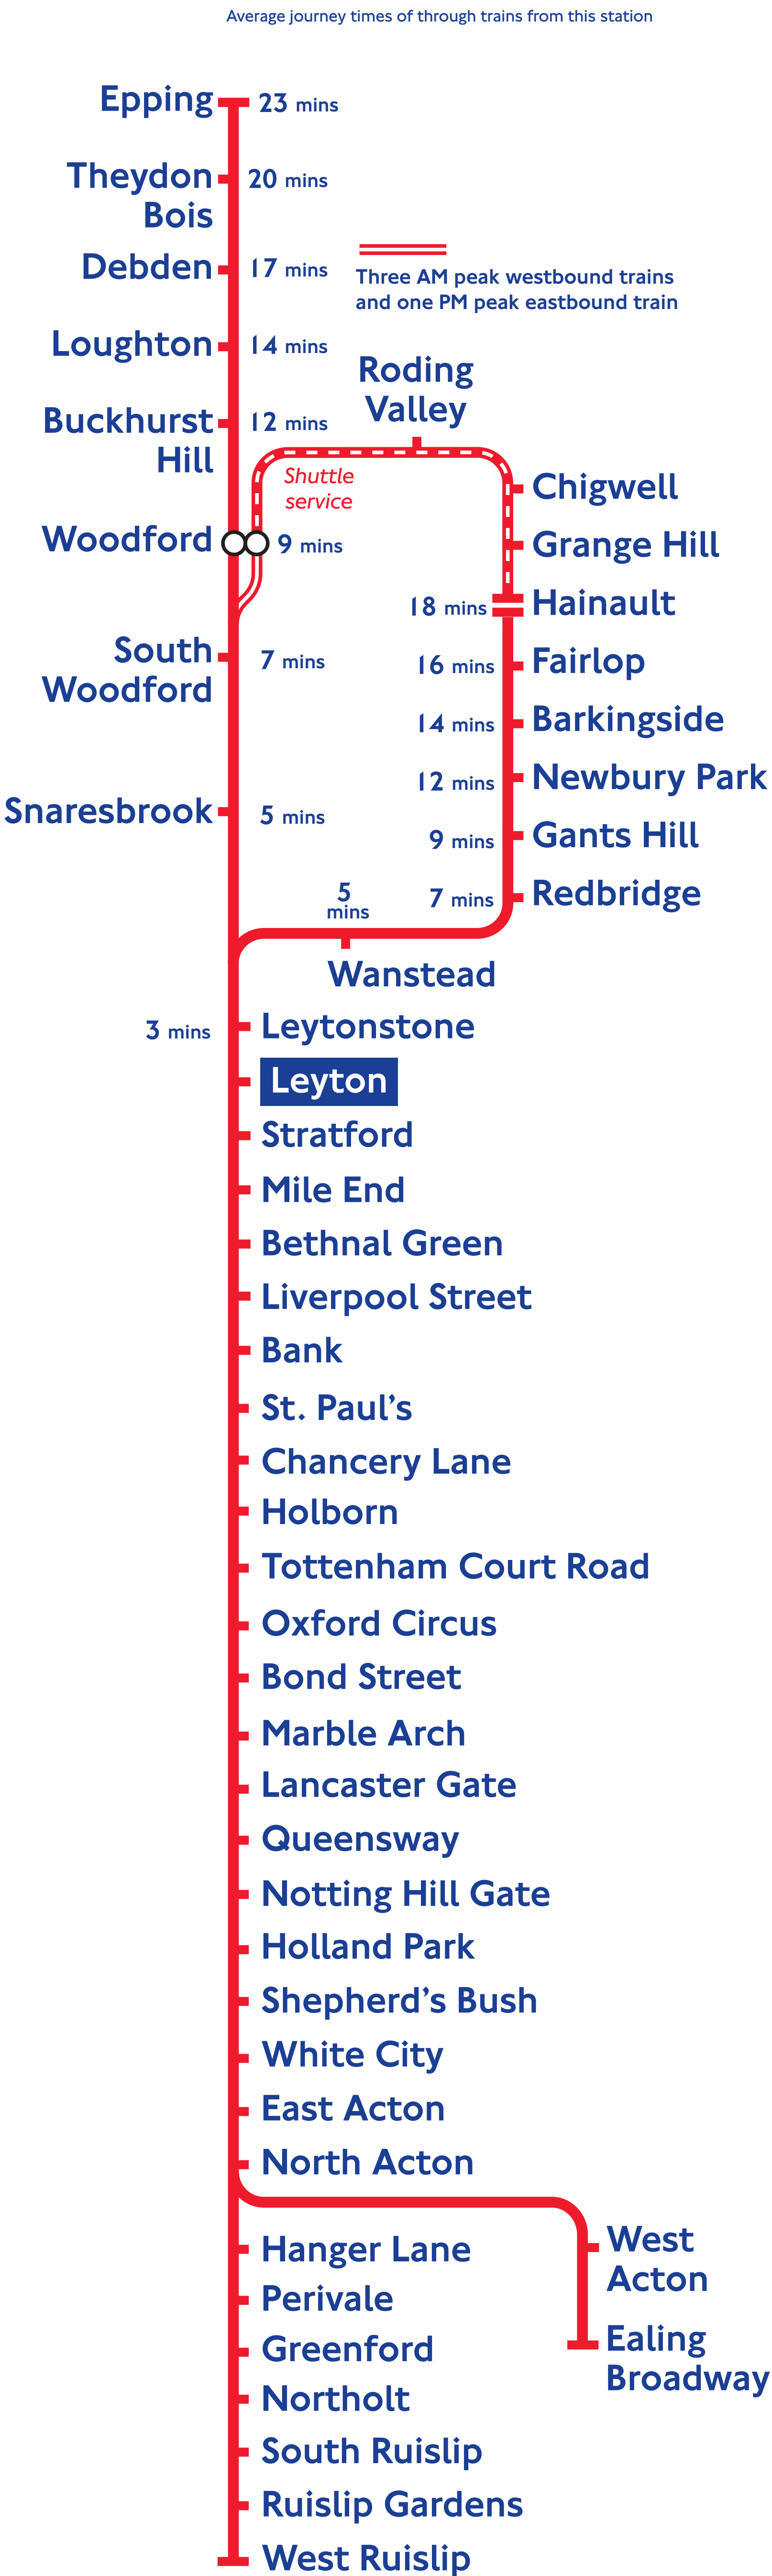 Average journey times of through trains from this station
Epping
23 mins
Theydon
Bois
20 mins
Debden
17 mins
Three AM peak westbound trains
and one PM peak eastbound train
Loughton
14 mins
Roding
Valley
Buckhurst
Hill
12 mins
Shuttle
service
Chigwell
Woodford
9 mins
Grange Hill
18 mins
Hainault
South
Woodford
7 mins
16 mins
Fairlop
14 mins
Barkingside
12 mins
Newbury Park
Snaresbrook
5 mins
9 mins
Gants Hill
7 mins
Redbridge
5
mins
Wanstead
3 mins
Leytonstone
Leyton
Stratford
Mile End
Bethnal Green
Liverpool Street
Bank
St. Paul's
Chancery Lane
Holborn
Tottenham Court Road
Oxford Circus
Bond Street
Marble Arch
Lancaster Gate
Queensway
Notting Hill Gate
Holland Park
Shepherd's Bush
White City
East Acton
North Acton
West
Acton
Ealing
Broadway
Hanger Lane
Perivale
Greenford
Northolt
South Ruislip
Ruislip Gardens
West Ruislip